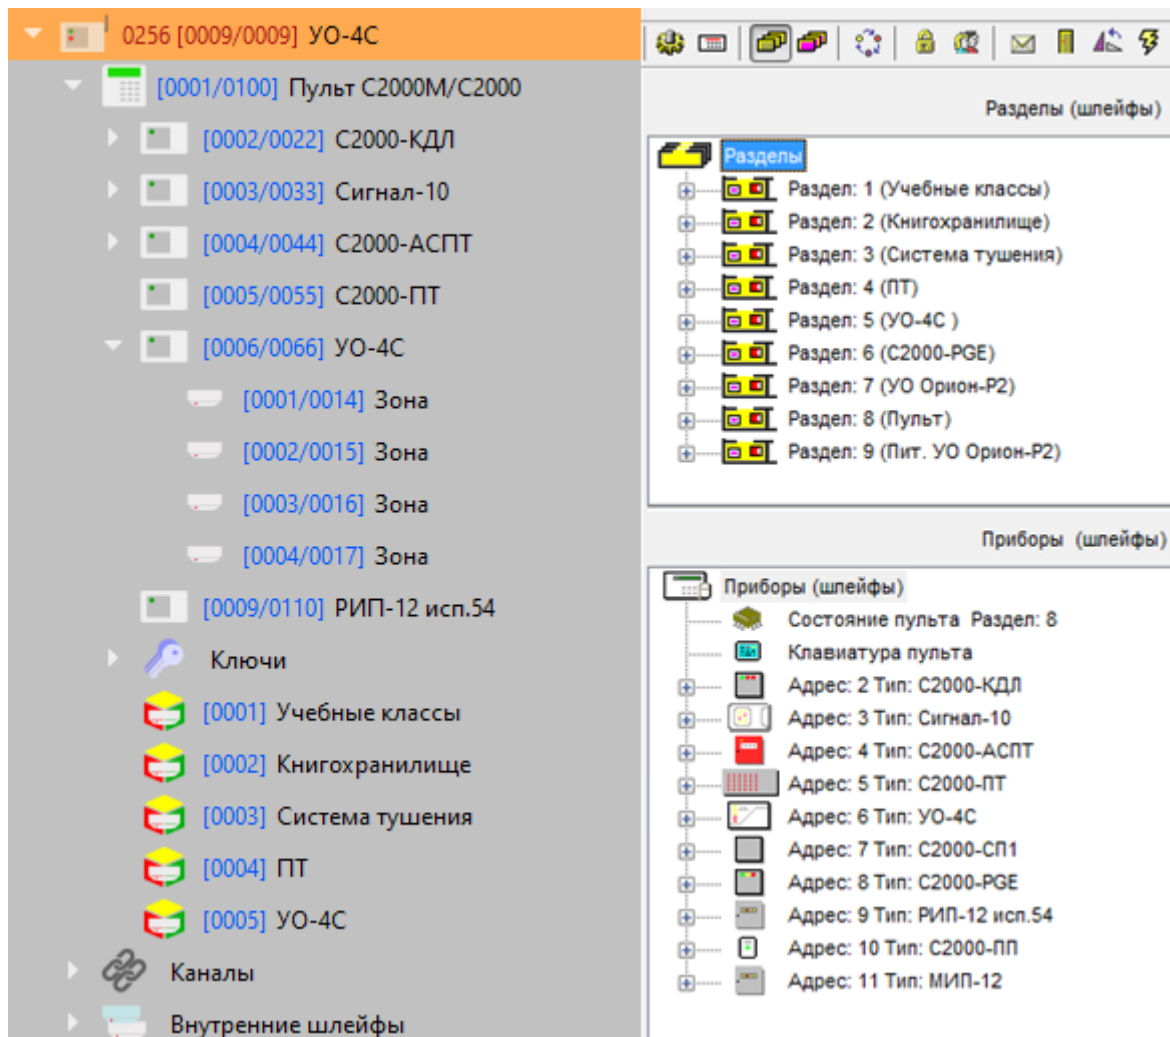 0256 [0009/0009] УО-4С
[0001/0100] Пульт С2000М/С2000
[0002/0022] С2000-КДЛ
[0003/0033] Сигнал-10
[0004/0044] С2000-АСПТ
[0005/0055] С2000-ПТ
[0006/0066] УО-4С
[0001/0014] Зона
[0002/0015] Зона
[0003/0016] Зона
[0004/0017] Зона
[0009/0110] РИП-12 исп.54
Ключи
[0001] Учебные классы
[0002] Книгохранилище
[0003] Система тушения
[0004] ПТ
[0005] УО-4С
Каналы
Внутренние шлейфы
Разделы (шлейфы)
Разделы
Раздел: 1 (Учебные классы)
Раздел: 2 (Книгохранилище)
Раздел: 3 (Система тушения)
Раздел: 4 (ПТ)
Раздел: 5 (УО-4С )
Раздел: 6 (С2000-PGE)
Раздел: 7 (УО Орион-Р2)
Раздел: 8 (Пульт)
Раздел: 9 (Пит. УО Орион-Р2)
Приборы (шлейфы)
Приборы (шлейфы)
Состояние пульта Раздел: 8
Клавиатура пульта
Адрес: 2 Тип: С2000-КДЛ
Адрес: 3 Тип: Сигнал-10
Адрес: 4 Тип: С2000-АСПТ
Адрес: 5 Тип: С2000-ПТ
Адрес: 6 Тип: УО-4С
Адрес: 7 Тип: С2000-СП1
Адрес: 8 Тип: С2000-PGE
Адрес: 9 Тип: РИП-12 исп.54
Адрес: 10 Тип: С2000-ПП
Адрес: 11 Тип: МИП-12